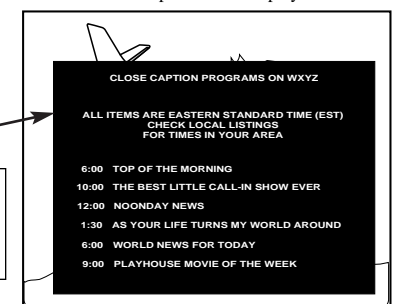 CLOSE CAPTION PROGRAMS ON WXYZ
ALL ITEMS ARE EASTERN STANDARD TIME (EST)
CHECK LOCAL LISTINGS
FOR TIMES IN YOUR AREA
6:00 TOP OF THE MORNING
10:00 THE BEST LITTLE CALL-IN SHOW EVER
12:00 NOONDAY NEWS
1:30 AS YOUR LIFE TURNS MY WORLD AROUND
6:00 WORLD NEWS FOR TODAY
9:00 PLAYHOUSE MOVIE OF THE WEEK